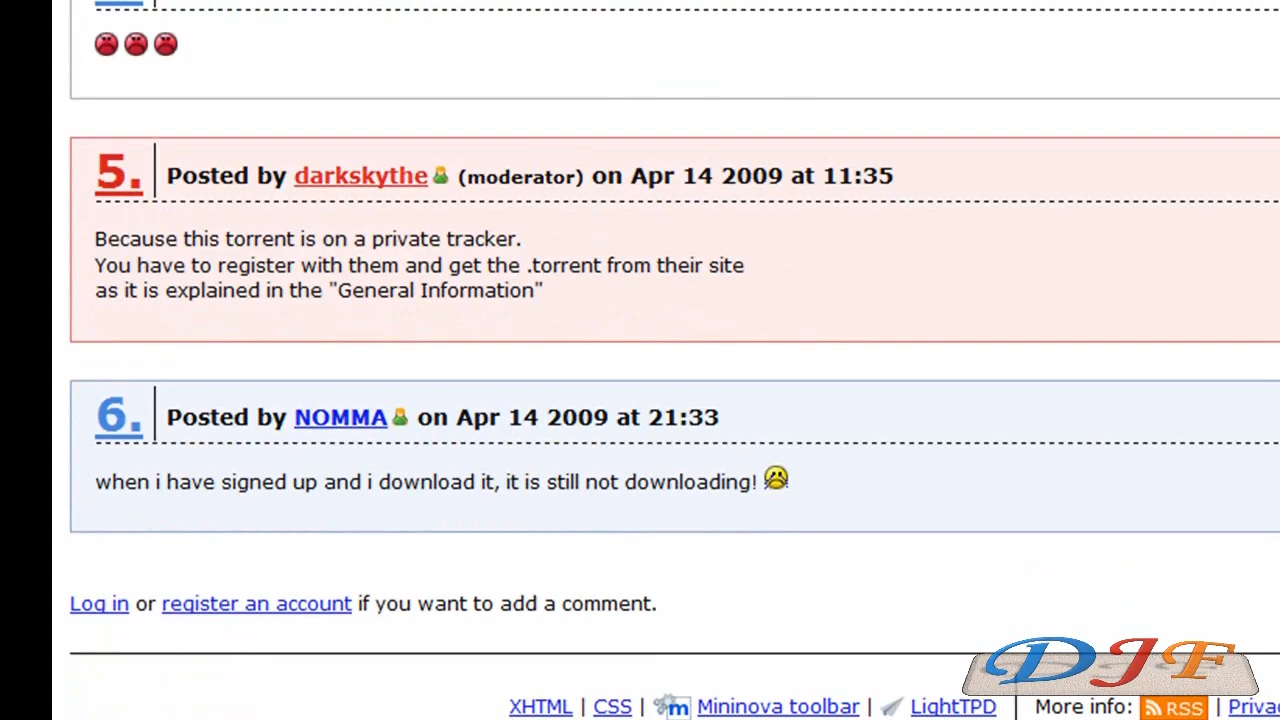 5. Posted by darkskythe (moderator) on Apr 14 2009 at 11:35
Because this torrent is on a private tracker.
You have to register with them and get the .torrent from their site
as it is explained in the "General Information"
6. Posted by NOMMA on Apr 14 2009 at 21:33
when i have signed up and i download it, it is still not downloading!
Log in or register an account if you want to add a comment.
DJF
XHTML | CSS | Mininova toolbar | LightTPD | More info: RSS | Priva